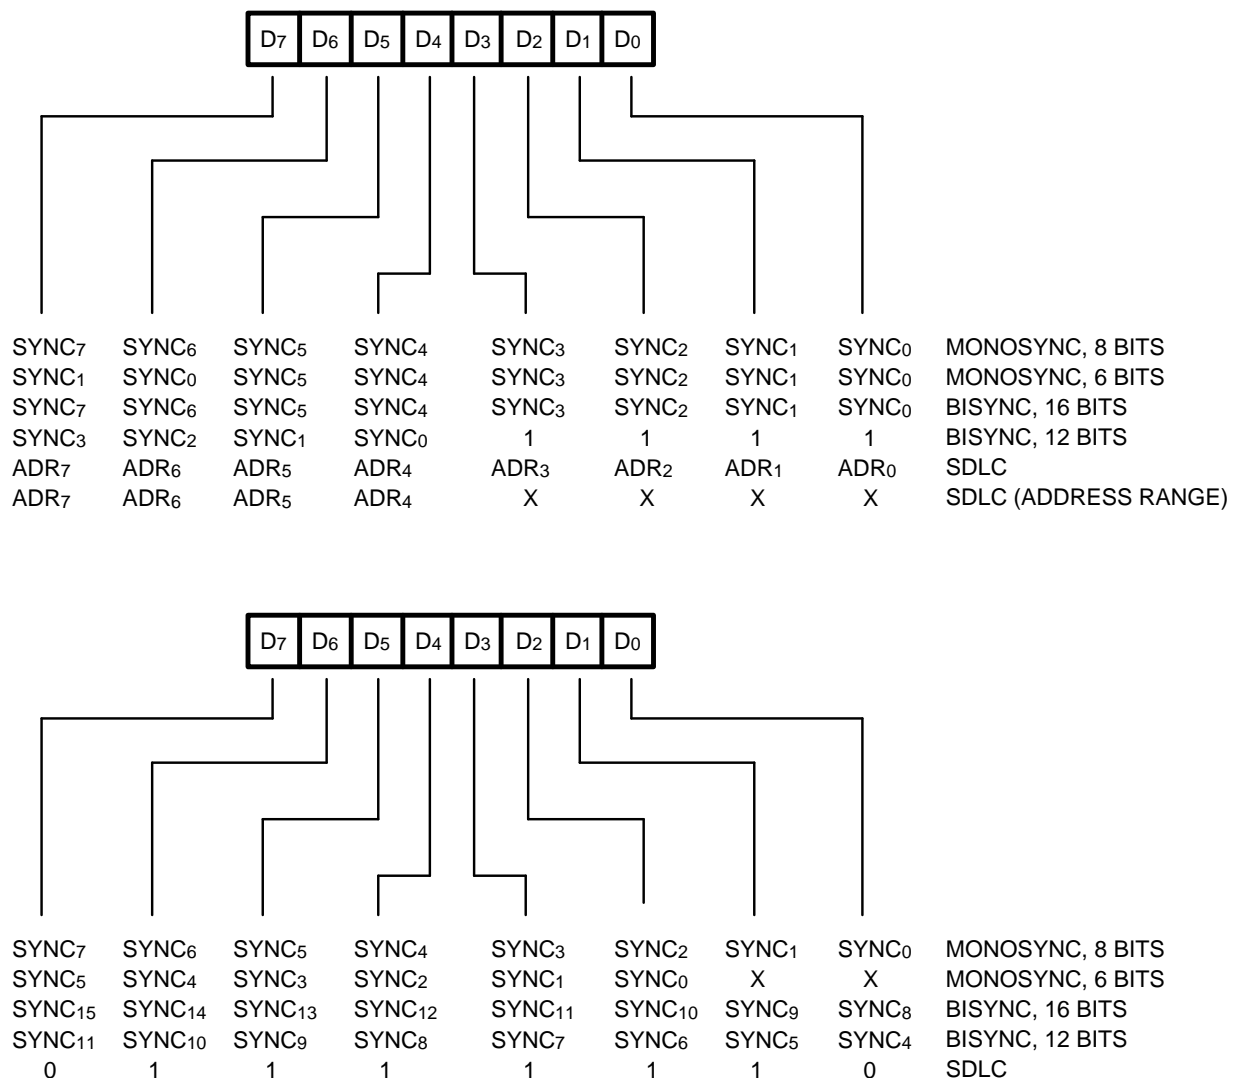 D7 D6 D5 D4 D3 D2 D1 D0
SYNC7 SYNC6 SYNC5 SYNC4 SYNC3 SYNC2 SYNC1 SYNC0 MONOSYNC, 8 BITS
SYNC1 SYNC0 SYNC5 SYNC4 SYNC3 SYNC2 SYNC1 SYNC0 MONOSYNC, 6 BITS
SYNC7 SYNC6 SYNC5 SYNC4 SYNC3 SYNC2 SYNC1 SYNC0 BISYNC, 16 BITS
SYNC3 SYNC2 SYNC1 SYNC0 1 1 1 1 BISYNC, 12 BITS
ADR7 ADR6 ADR5 ADR4 ADR3 ADR2 ADR1 ADR0 SDLC
ADR7 ADR6 ADR5 ADR4 X X X X SDLC (ADDRESS RANGE)
D7 D6 D5 D4 D3 D2 D1 D0
SYNC7 SYNC6 SYNC5 SYNC4 SYNC3 SYNC2 SYNC1 SYNC0 MONOSYNC, 8 BITS
SYNC5 SYNC4 SYNC3 SYNC2 SYNC1 SYNC0 X X MONOSYNC, 6 BITS
SYNC15 SYNC14 SYNC13 SYNC12 SYNC11 SYNC10 SYNC9 SYNC8 BISYNC, 16 BITS
SYNC11 SYNC10 SYNC9 SYNC8 SYNC7 SYNC6 SYNC5 SYNC4 BISYNC, 12 BITS
0 1 1 1 1 1 1 0 SDLC